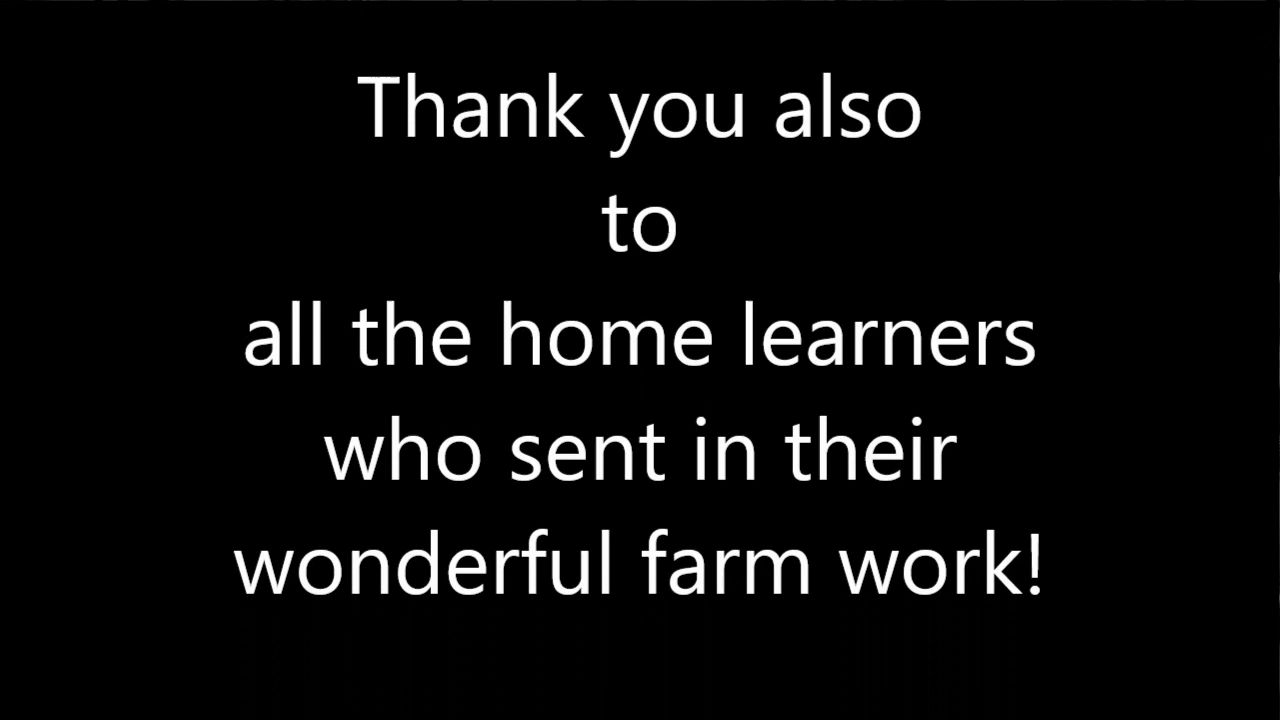 Thank you also
to
all the home learners
who sent in their
wonderful farm work!